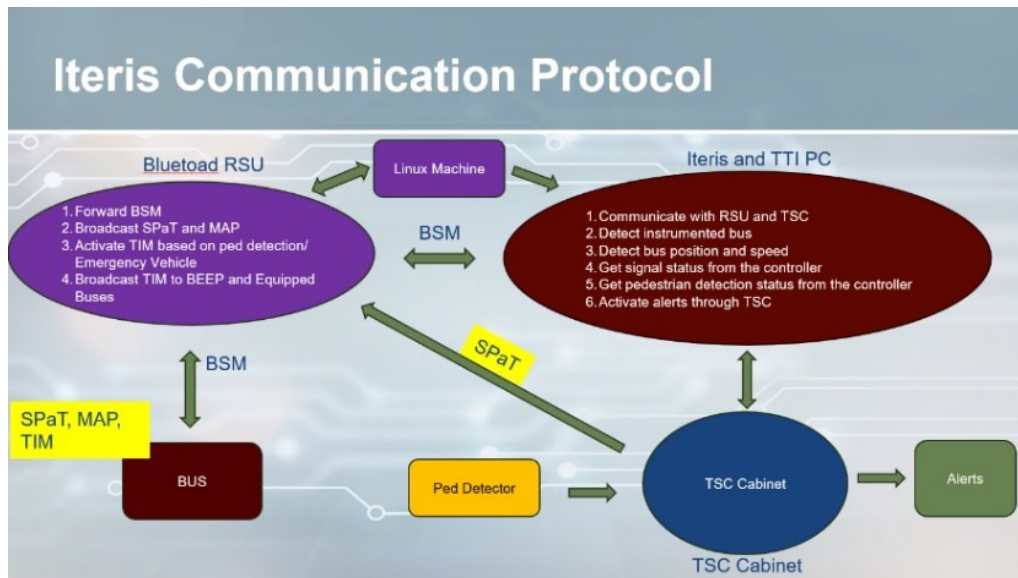 Iteris Communication Protocol
Bluetoad RSU
Linux Machine
Iteris and TTI PC
1. Forward BSM
2. Broadcast SPaT and MAP
3. Activate TIM based on ped detection/
Emergency Vehicle
4. Broadcast TIM to BEEP and Equipped
Buses
BSM
1. Communicate with RSU and TSC
2. Detect instrumented bus
3. Detect bus position and speed
4. Get signal status from the controller
5. Get pedestrian detection status from the controller
6. Activate alerts through TSC
SPaT
BSM
SPaT, MAP,
TIM
BUS
Ped Detector
TSC Cabinet
Alerts
TSC Cabinet